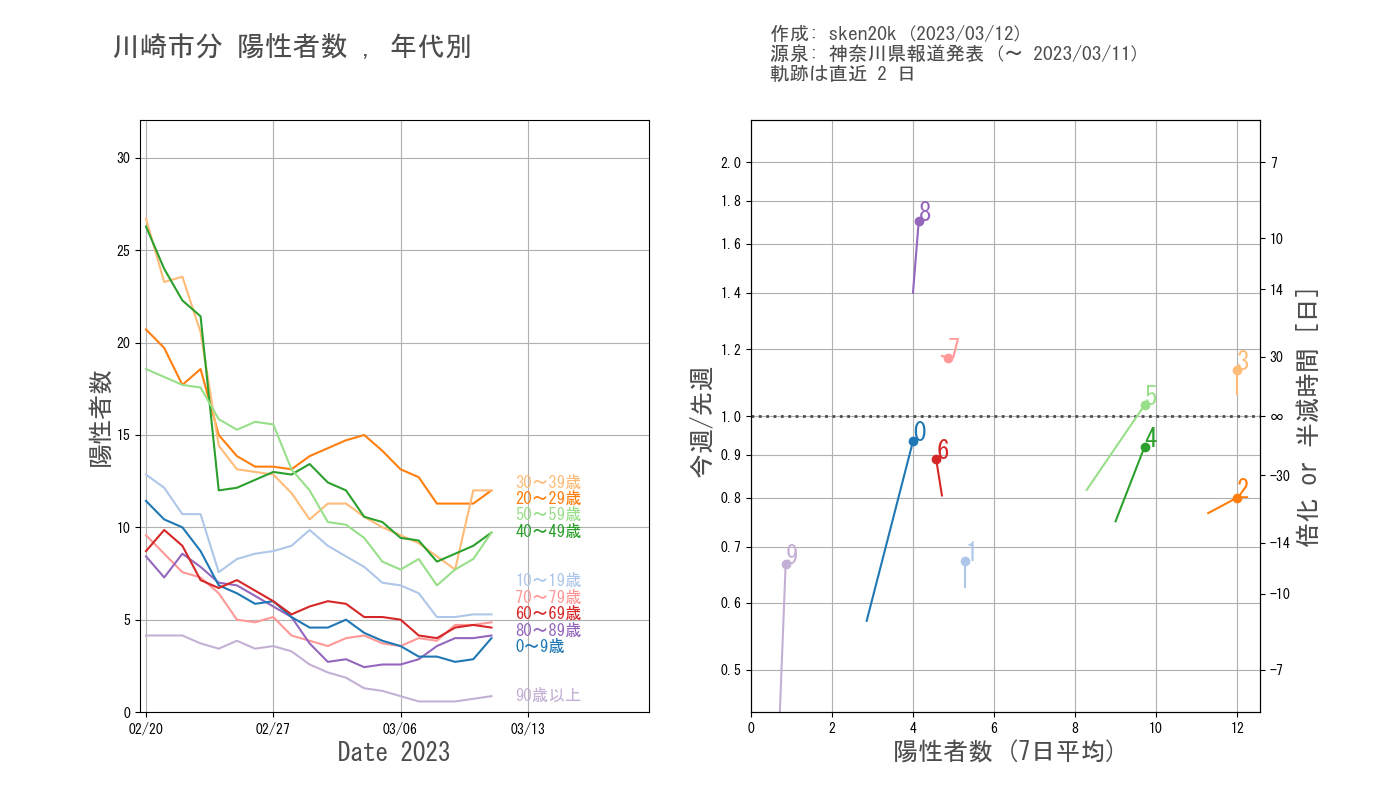 川崎市分 陽性者数 , 年代別
作成: sken20k (2023/03/12)
源泉: 神奈川県報道発表 (〜 2023/03/11)
軌跡は直近 2 日
陽性者数
30
25
20
15
10
5
0
02/20
02/27
03/06
03/13
Date 2023
30〜39歳
20〜29歳
50〜59歳
40〜49歳
10〜19歳
70〜79歳
60〜69歳
80〜89歳
0〜9歳
90歳以上
今週/先週
2.0
1.8
1.6
1.4
1.2
1.0
0.9
0.8
0.7
0.6
0.5
8
7
3
5
0
4
6
2
9
1
0
2
4
6
8
10
12
陽性者数 (7日平均)
7
10
14
30
∞
-30
-14
-10
-7
倍化 or 半減時間 [日]